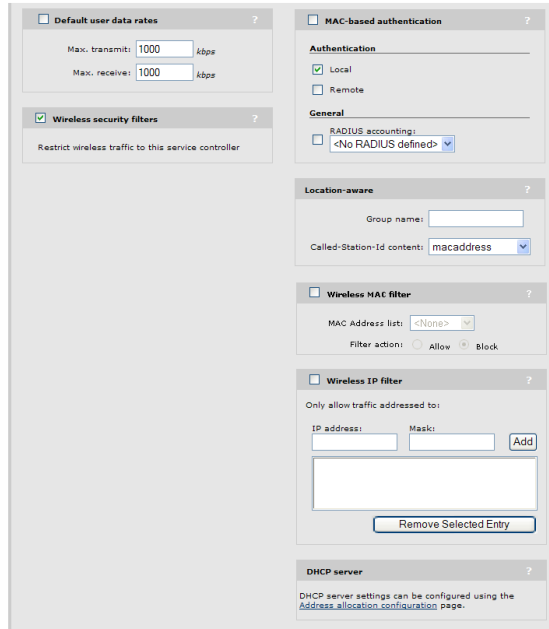 Default user data rates ?
Max. transmit: 1000 kbps
Max. receive: 1000 kbps
Wireless security filters ?
Restrict wireless traffic to this service controller
MAC-based authentication ?
Authentication
Local
Remote
General
RADIUS accounting:
<No RADIUS defined>
Location-aware ?
Group name:
Called-Station-Id content: macaddress
Wireless MAC filter ?
MAC Address list: <None>
Filter action: Allow Block
Wireless IP filter ?
Only allow traffic addressed to:
IP address: Mask:
Add
Remove Selected Entry
DHCP server ?
DHCP server settings can be configured using the
Address allocation configuration page.